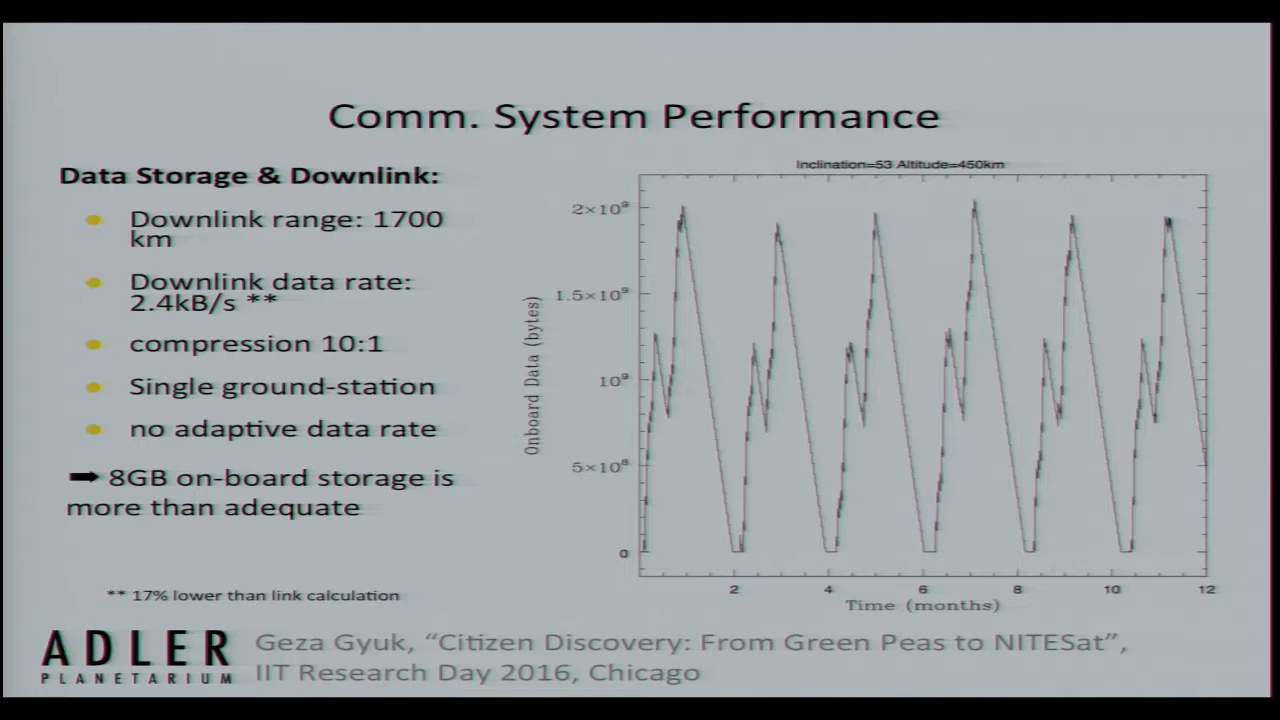 Comm. System Performance
Data Storage & Downlink:
Downlink range: 1700
km
Downlink data rate:
2.4kB/s **
compression 10:1
Single ground-station
no adaptive data rate
➡ 8GB on-board storage is
more than adequate
** 17% lower than link calculation
Inclination=53 Altitude=450km
Onboard Data (bytes)
2×10⁹
1.5×10⁹
10⁹
5×10⁸
0
2 4 6 8 10 12
Time (months)
ADLER
PLANETARIUM
Geza Gyuk, “Citizen Discovery: From Green Peas to NITESat”,
IIT Research Day 2016, Chicago